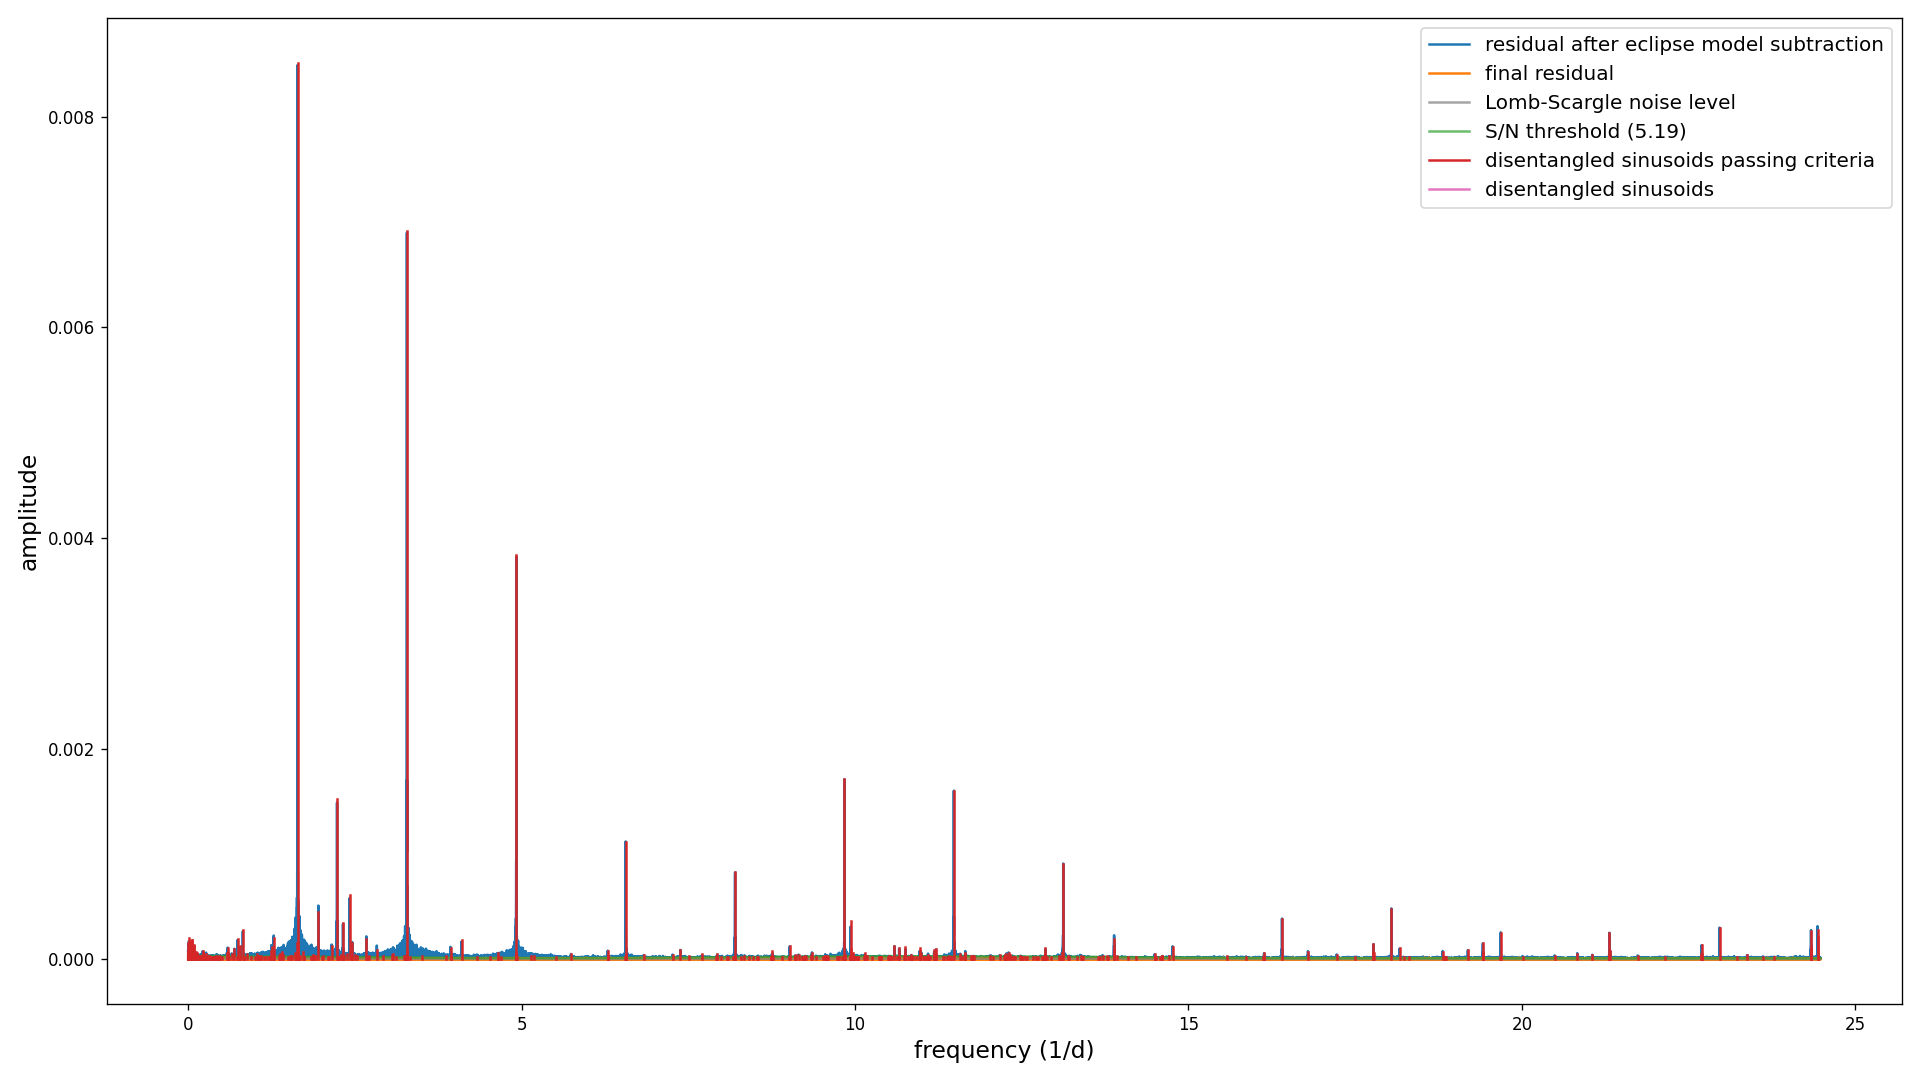 residual after eclipse model subtraction
final residual
Lomb-Scargle noise level
S/N threshold (5.19)
disentangled sinusoids passing criteria
disentangled sinusoids
amplitude
0.008
0.006
0.004
0.002
0.000
0 5 10 15 20 25
frequency (1/d)